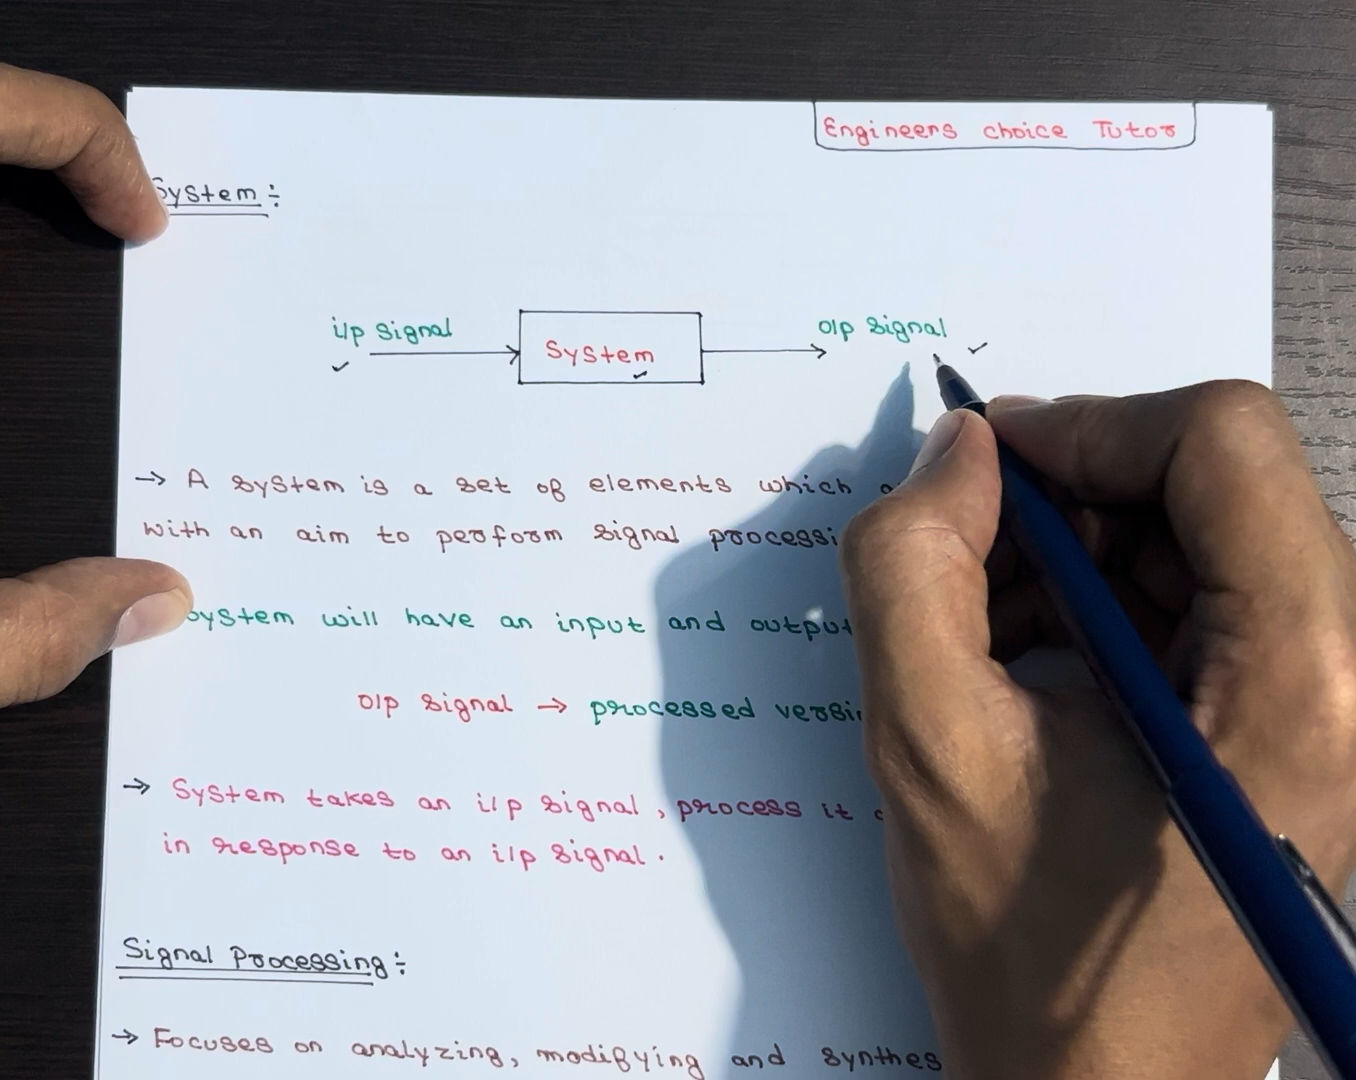 Engineers choice Tutor
System :-
i/p signal
System
o/p signal
→ A system is a set of elements which
with an aim to perform signal
System will have an input and output
o/p signal → processed
→ System takes an i/p signal, process it
in response to an i/p signal.
Signal Processing :-
→ Focuses on analyzing, modifying and